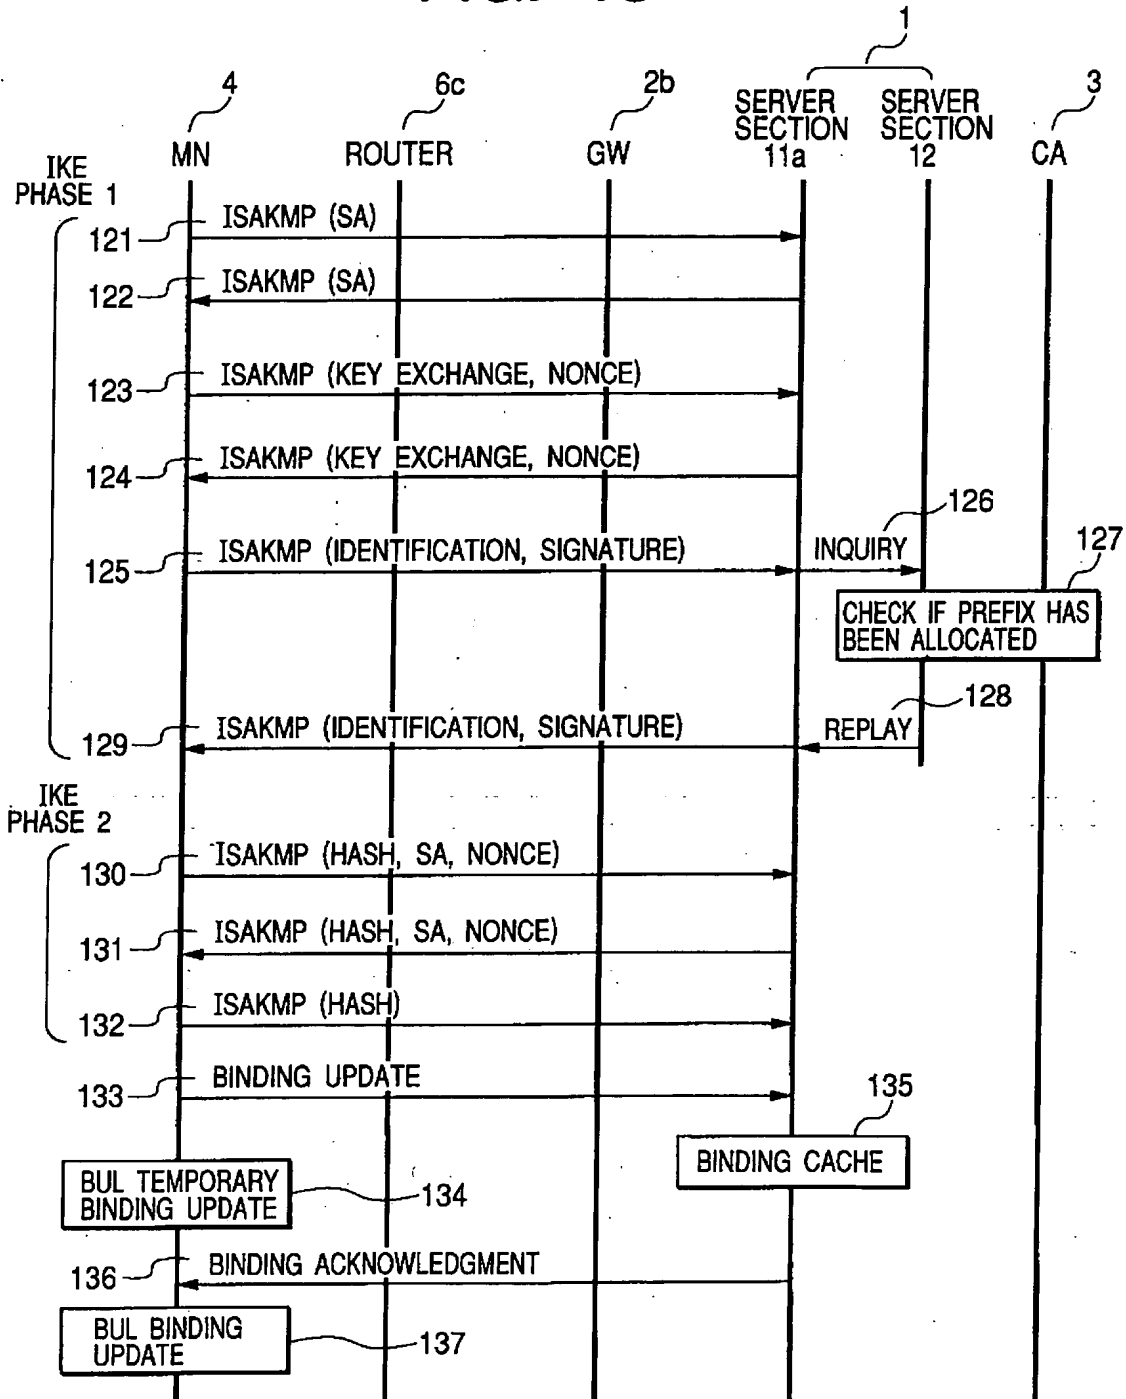 1
4
6c
2b
3
SERVER SECTION 11a
SERVER SECTION 12
MN
ROUTER
GW
CA
IKE
PHASE 1
ISAKMP (SA)
121
ISAKMP (SA)
122
ISAKMP (KEY EXCHANGE, NONCE)
123
ISAKMP (KEY EXCHANGE, NONCE)
124
126
ISAKMP (IDENTIFICATION, SIGNATURE)
INQUIRY
127
125
CHECK IF PREFIX HAS
BEEN ALLOCATED
128
ISAKMP (IDENTIFICATION, SIGNATURE)
REPLAY
129
IKE
PHASE 2
ISAKMP (HASH, SA, NONCE)
130
ISAKMP (HASH, SA, NONCE)
131
ISAKMP (HASH)
132
BINDING UPDATE
133
135
BINDING CACHE
BUL TEMPORARY
BINDING UPDATE
134
BINDING ACKNOWLEDGMENT
136
BUL BINDING
UPDATE
137